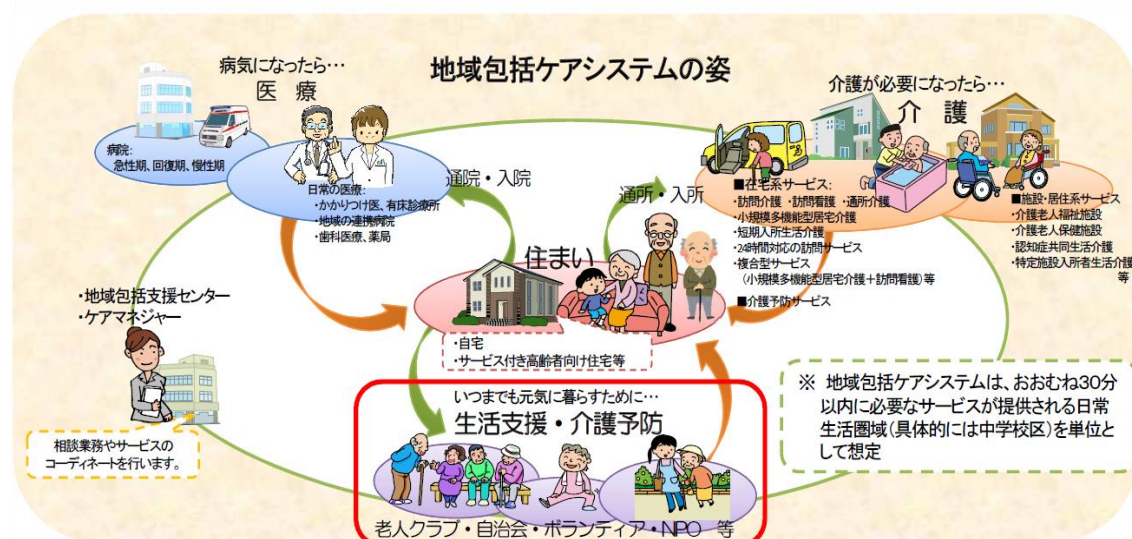 地域包括ケアシステムの姿
病気になったら…
医 療
病院:
急性期、回復期、慢性期
日常の医療:
・かかりつけ医、有床診療所
・地域の連携病院
・歯科医療、薬局
通院・入院
通所・入所
介護が必要になったら…
介 護
■在宅系サービス:
・訪問介護 ・訪問看護 ・通所介護
・小規模多機能型居宅介護
・短期入所生活介護
・24時間対応の訪問サービス
・複合型サービス
(小規模多機能型居宅介護+訪問看護)等
■介護予防サービス
■施設・居住系サービス
・介護老人福祉施設
・介護老人保健施設
・認知症共同生活介護
・特定施設入所者生活介護
等
住まい
・自宅
・サービス付き高齢者向け住宅等
・地域包括支援センター
・ケアマネジャー
相談業務やサービスの
コーディネートを行います。
いつまでも元気に暮らすために…
生活支援・介護予防
老人クラブ・自治会・ボランティア・NPO 等
※ 地域包括ケアシステムは、おおむね30分
以内に必要なサービスが提供される日常
生活圏域(具体的には中学校区)を単位と
して想定